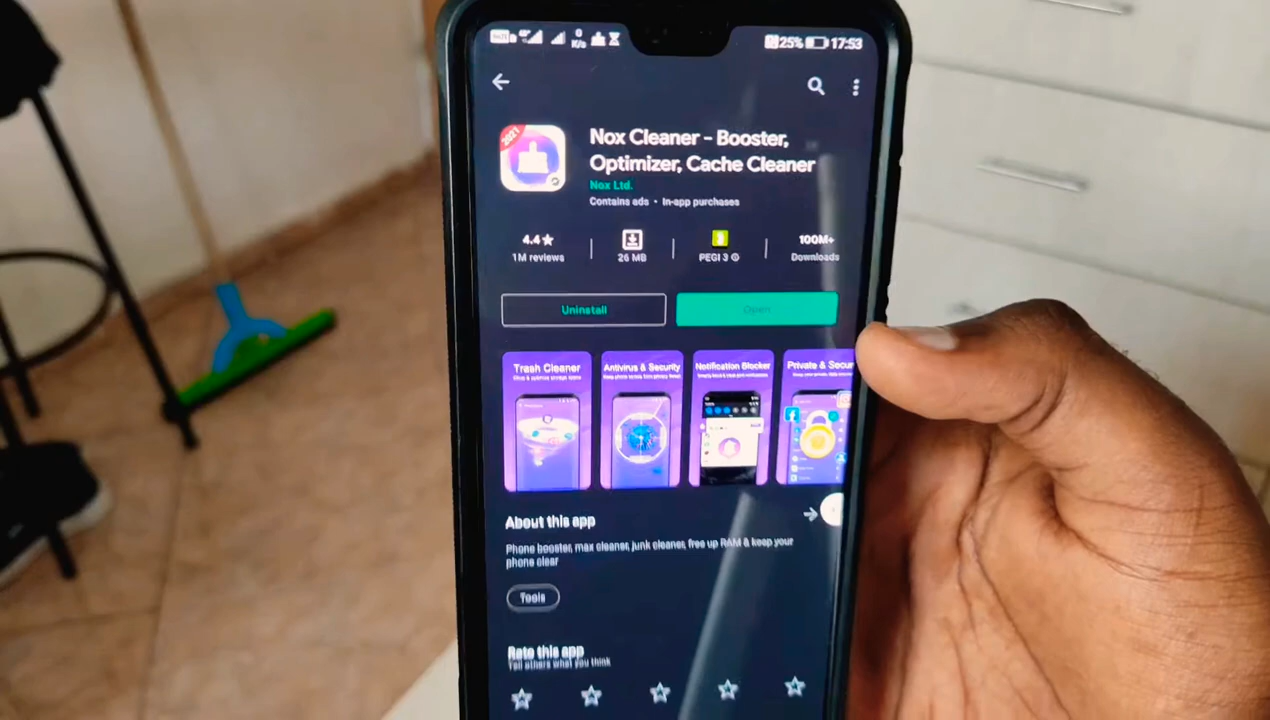 25% 17:53
2021
Nox Cleaner - Booster,
Optimizer, Cache Cleaner
Nox Ltd.
Contains ads • In-app purchases
4.4★
1M reviews
26 MB
3
PEGI 3
100M+
Downloads
Uninstall
Open
Trash Cleaner
Antivirus & Security
Notification Blocker
Private & Secur
About this app
Phone booster, max cleaner, junk cleaner, free up RAM & keep your
phone clear
Tools
Rate this app
Tell others what you think